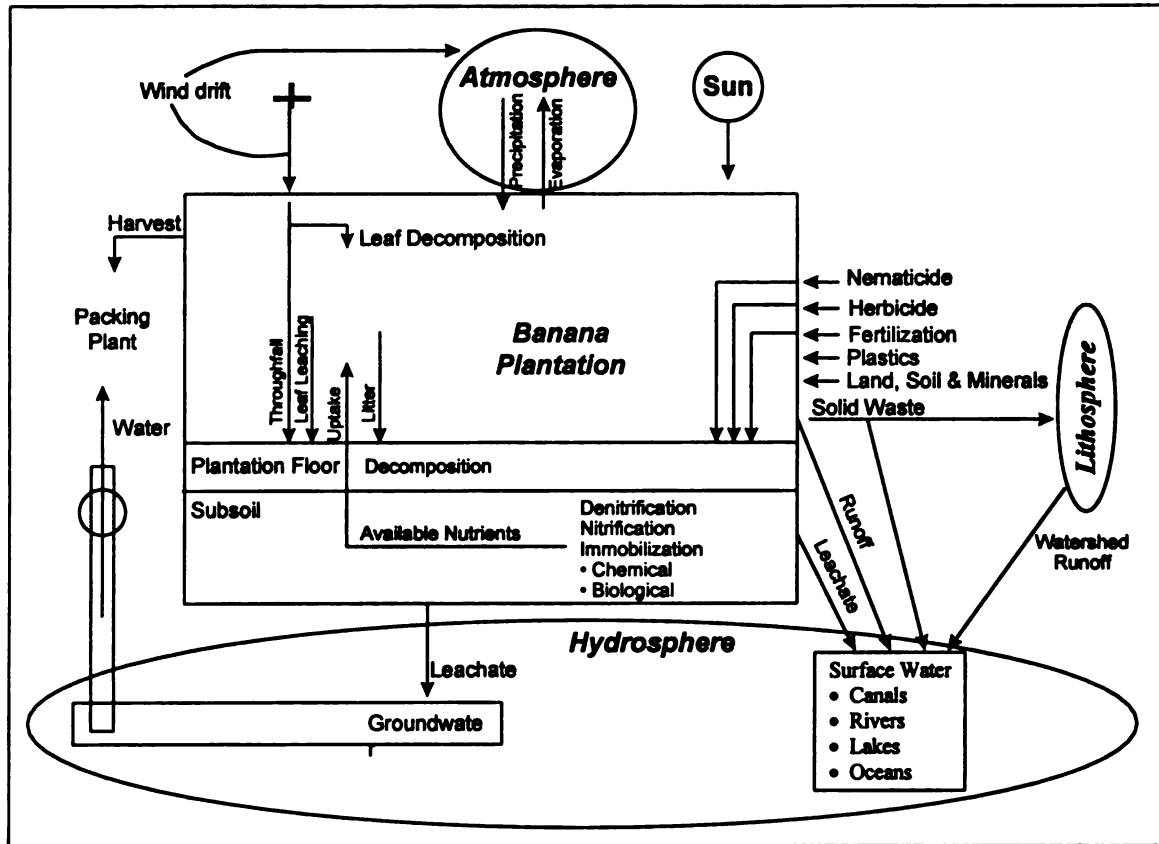 Atmosphere
Sun
Wind drift
Precipitation
Evaporation
Harvest
Leaf Decomposition
Packing
Plant
Water
Banana
Plantation
Nematicide
Herbicide
Fertilization
Plastics
Land, Soil & Minerals
Solid Waste
Lithosphere
Throughfall
Leaf Leaching
Uptake
Litter
Plantation Floor
Decomposition
Subsoil
Available Nutrients
Denitrification
Nitrification
Immobilization
• Chemical
• Biological
Runoff
Leachate
Watershed
Runoff
Hydrosphere
Leachate
Groundwate
Surface Water
• Canals
• Rivers
• Lakes
• Oceans